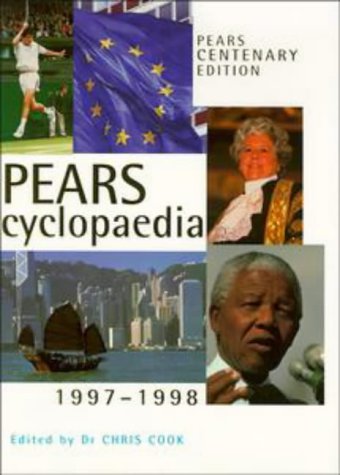 PEARS
CENTENARY
EDITION
PEARS
cyclopaedia
1997-1998
Edited by Dr CHRIS COOK